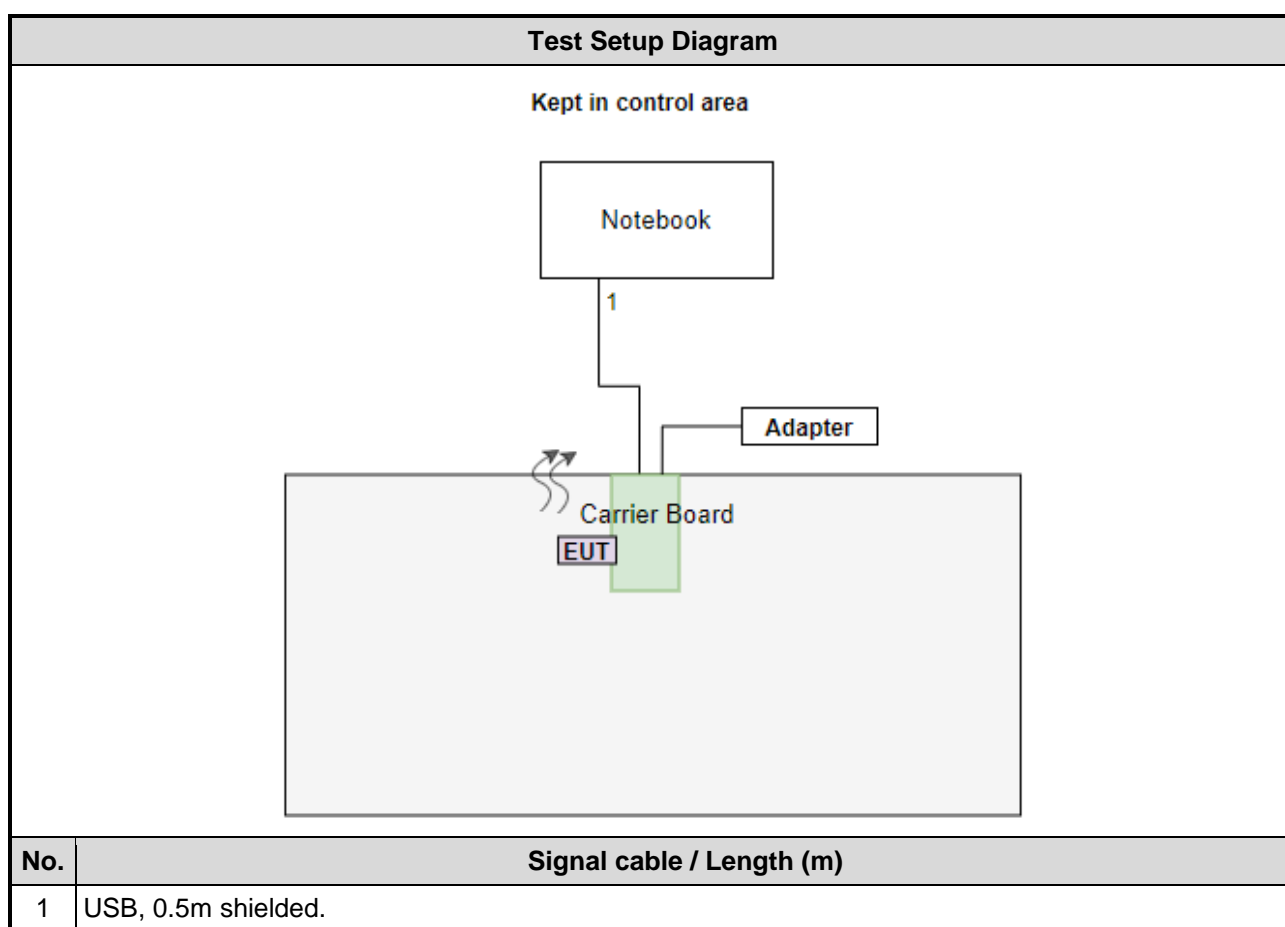 Test Setup Diagram
Kept in control area
Notebook
1
Adapter
Carrier Board
EUT
No. Signal cable / Length (m)
1 USB, 0.5m shielded.